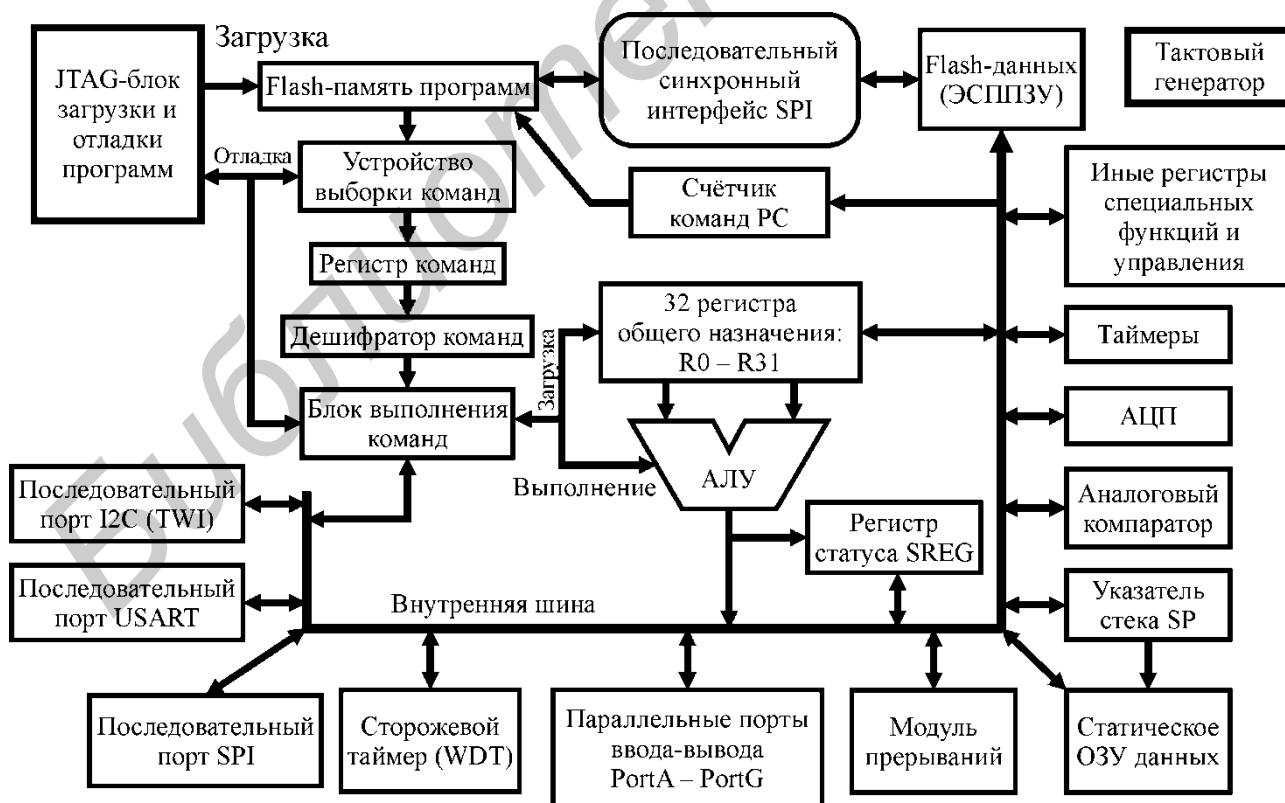 Загрузка
JTAG-блок
загрузки и
отладки
программ
Flash-память программ
Последовательный
синхронный
интерфейс SPI
Flash-данных
(ЭСППЗУ)
Тактовый
генератор
Отладка
Устройство
выборки команд
Счётчик
команд PC
Иные регистры
специальных
функций и
управления
Регистр команд
Дешифратор команд
Загрузка
32 регистра
общего назначения:
R0 – R31
Таймеры
Блок выполнения
команд
АЦП
Выполнение
АЛУ
Последовательный
порт I2C (TWI)
Регистр
статуса SREG
Аналоговый
компаратор
Последовательный
порт USART
Внутренняя шина
Указатель
стека SP
Последовательный
порт SPI
Сторожевой
таймер (WDT)
Параллельные порты
ввода-вывода
PortA – PortG
Модуль
прерываний
Статическое
ОЗУ данных